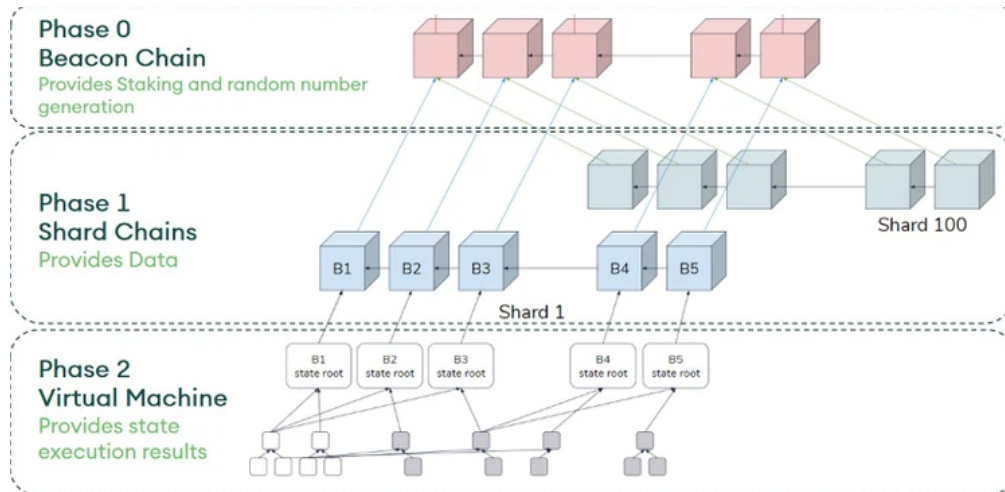 Phase 0
Beacon Chain
Provides Staking and random number
generation
Phase 1
Shard Chains
Provides Data
Shard 100
B1 B2 B3 B4 B5
Shard 1
Phase 2
Virtual Machine
Provides state
execution results
B1
state root
B2
state root
B3
state root
B4
state root
B5
state root